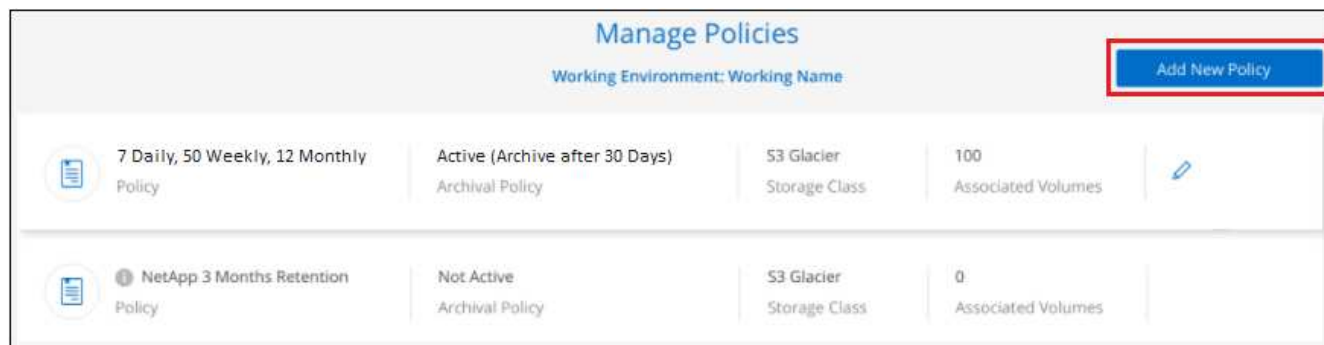 Manage Policies
Working Environment: Working Name
Add New Policy
7 Daily, 50 Weekly, 12 Monthly
Policy
Active (Archive after 30 Days)
Archival Policy
S3 Glacier
Storage Class
100
Associated Volumes
NetApp 3 Months Retention
Policy
Not Active
Archival Policy
S3 Glacier
Storage Class
0
Associated Volumes